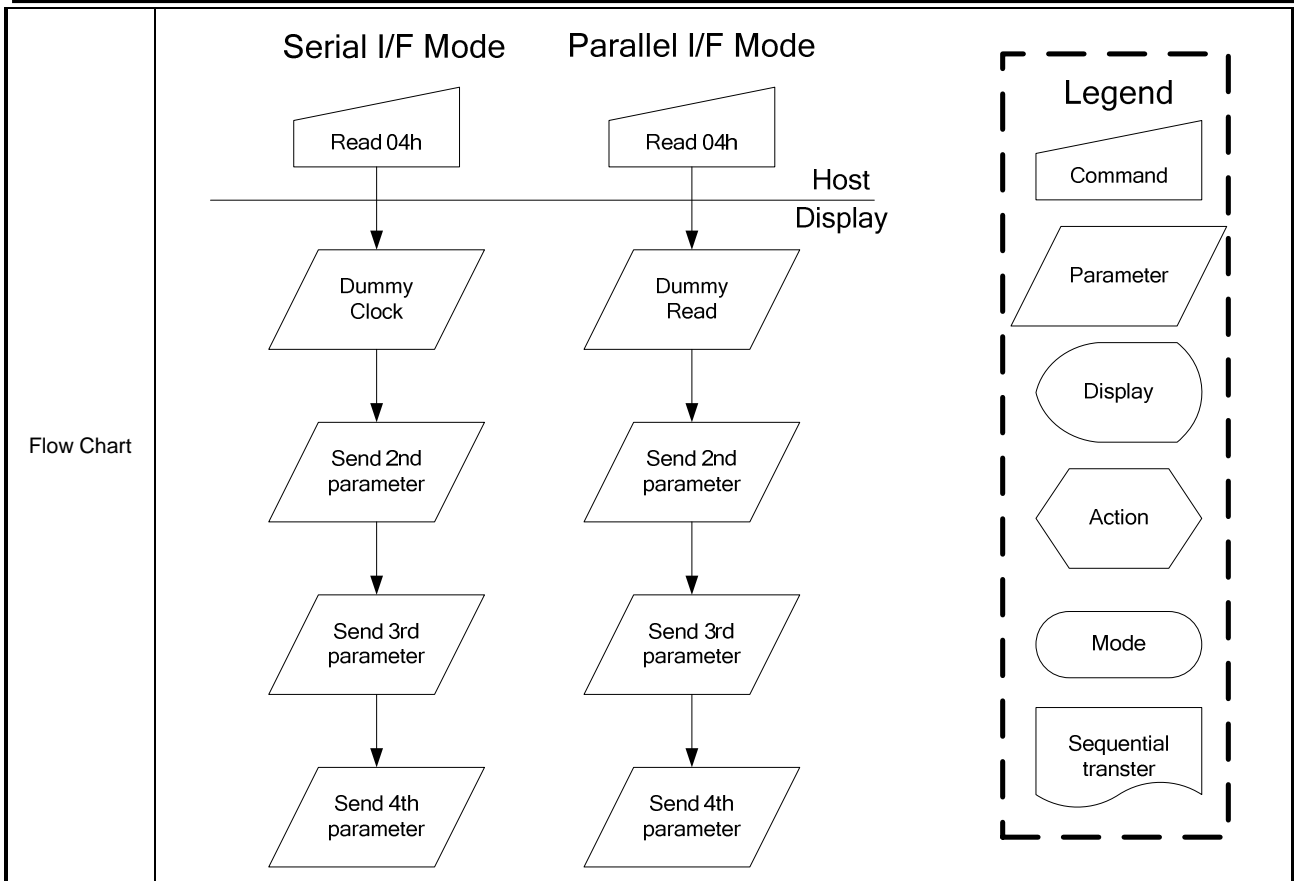 Flow Chart
Serial I/F Mode
Read 04h
Dummy
Clock
Send 2nd
parameter
Send 3rd
parameter
Send 4th
parameter
Parallel I/F Mode
Read 04h
Host
Display
Dummy
Read
Send 2nd
parameter
Send 3rd
parameter
Send 4th
parameter
Legend
Command
Parameter
Display
Action
Mode
Sequential
transter